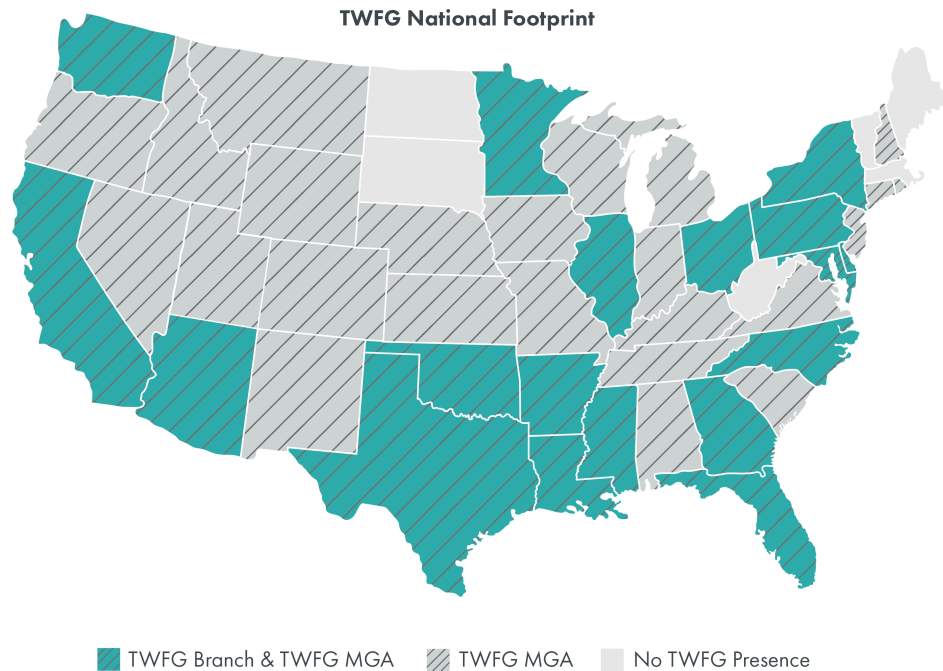 TWFG National Footprint
TWFG Branch & TWFG MGA TWFG MGA No TWFG Presence